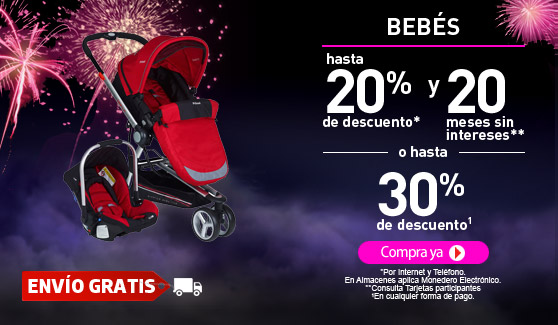 BEBÉS
hasta
20% y 20
de descuento* meses sin
intereses**
o hasta
30%
de descuento¹
Compra ya
*Por Internet y Teléfono.
En Almacenes aplica Monedero Electrónico.
**Consulta Tarjetas participantes
¹En cualquier forma de pago.
ENVÍO GRATIS